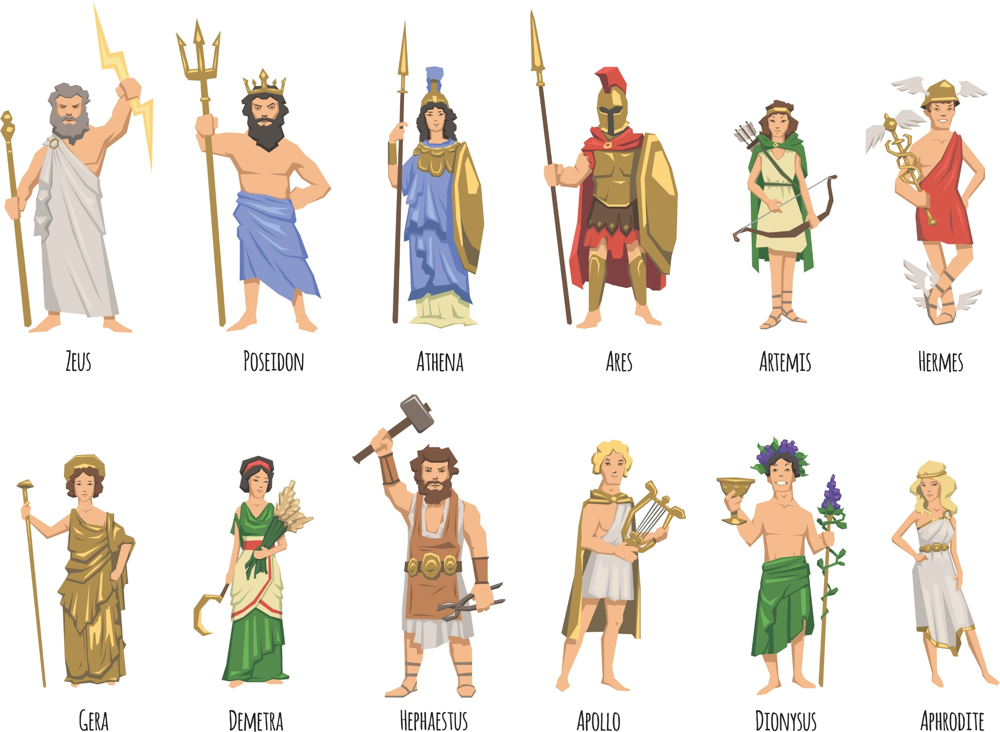 Zeus
Poseidon
Athena
Ares
Artemis
Hermes
Gera
Demetra
Hephaestus
Apollo
Dionysus
Aphrodite